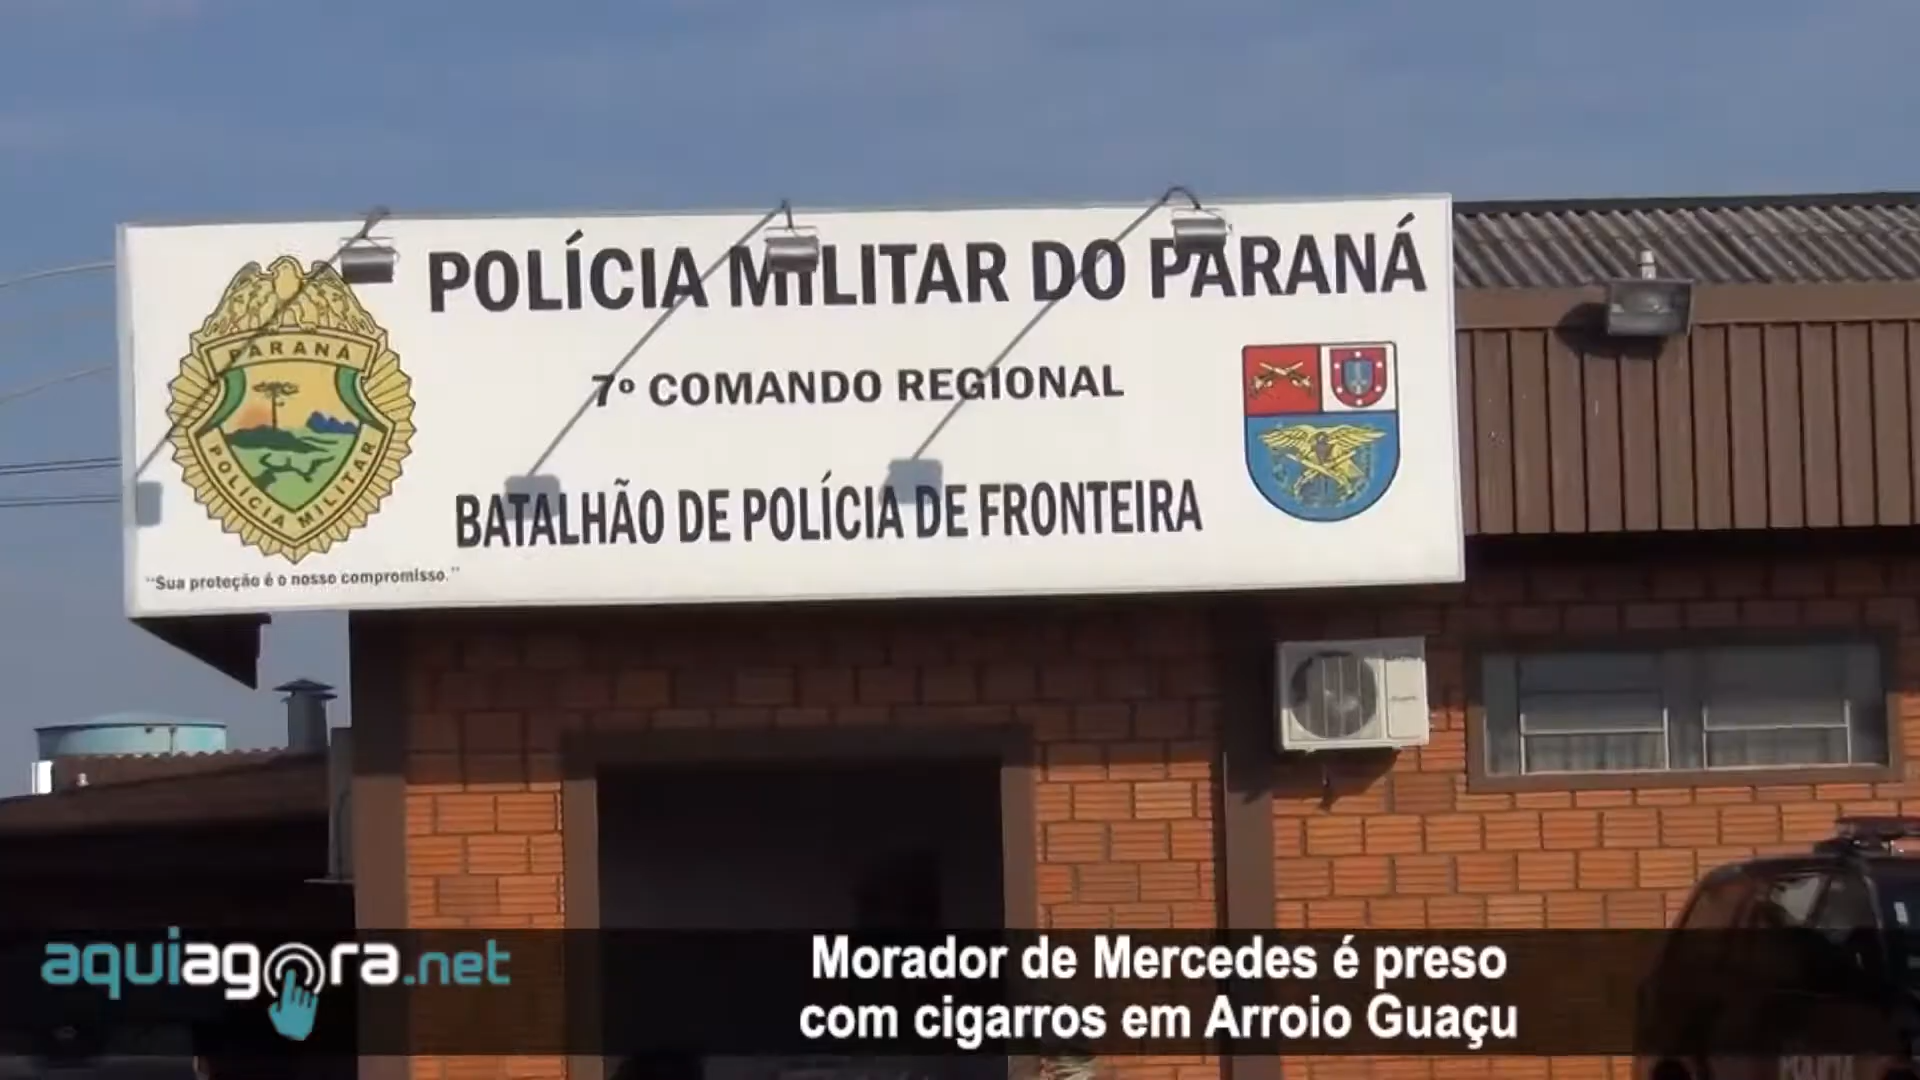 POLÍCIA MILITAR DO PARANÁ
PARANÁ
7º COMANDO REGIONAL
POLICIA MILITAR
BATALHÃO DE POLÍCIA DE FRONTEIRA
"Sua proteção é o nosso compromisso."
aquiagora.net
Morador de Mercedes é preso
com cigarros em Arroio Guaçu